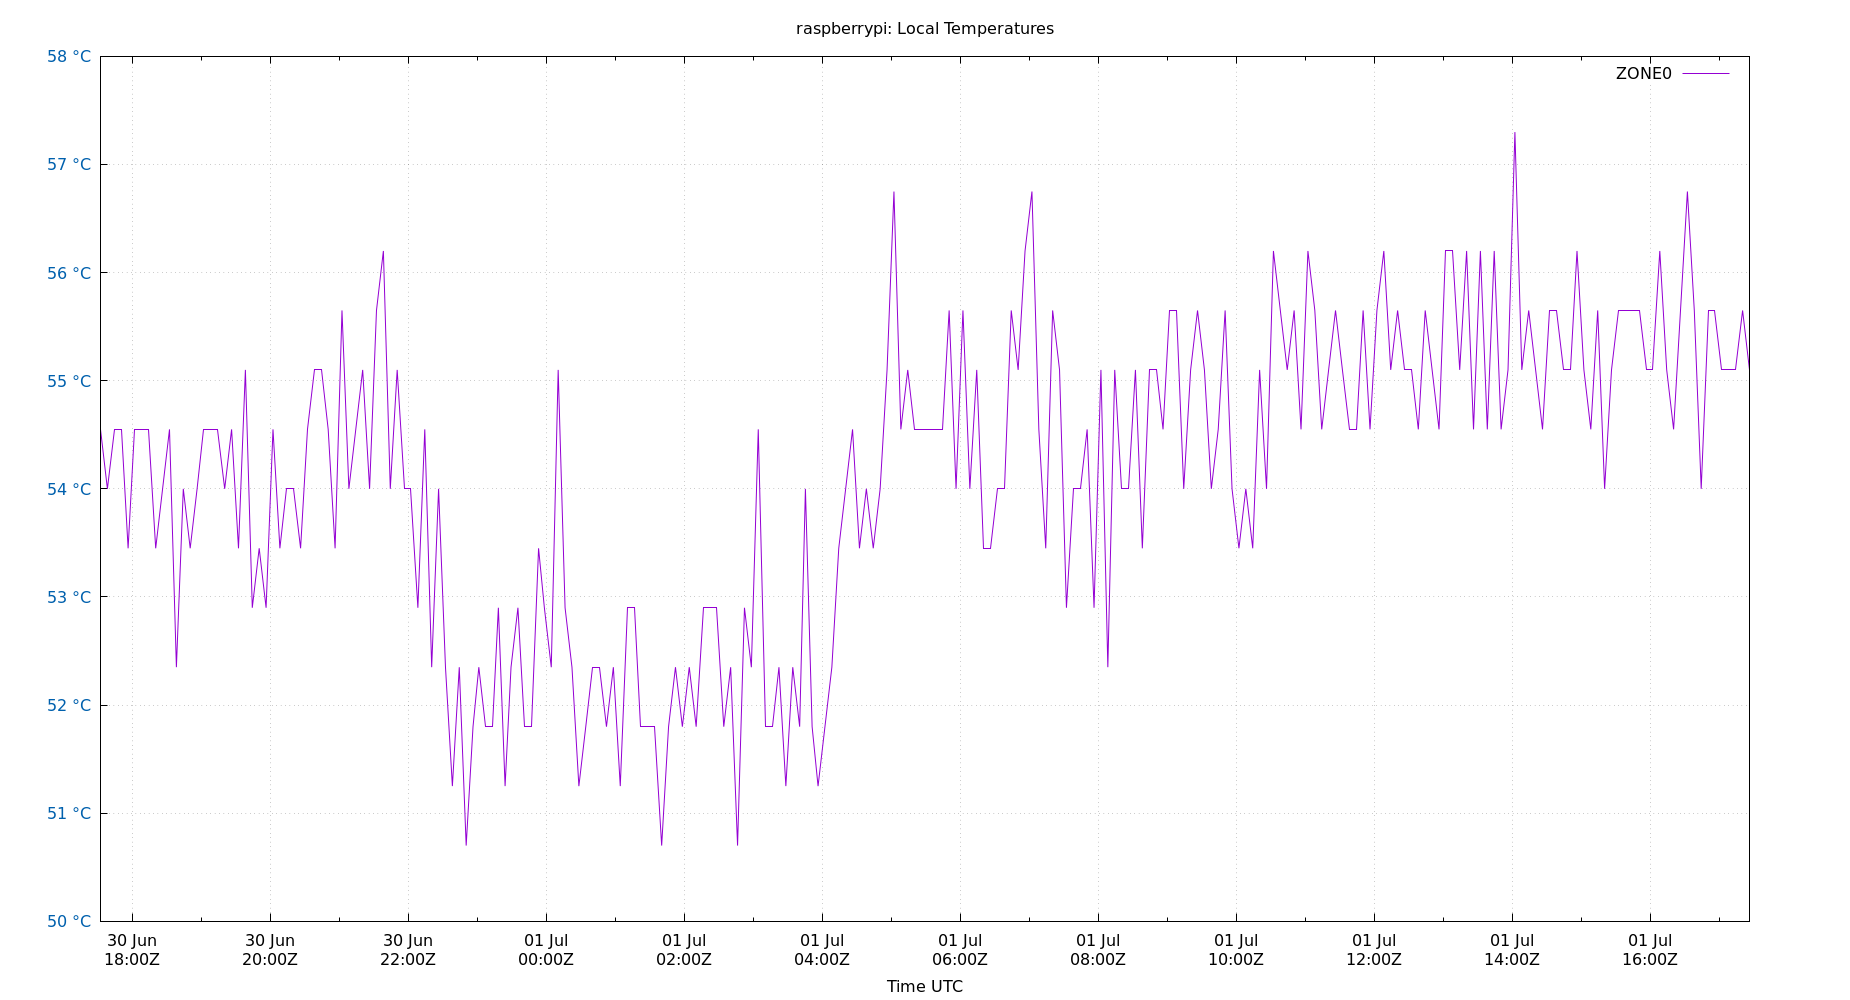 raspberrypi: Local Temperatures
58 °C
57 °C
56 °C
55 °C
54 °C
53 °C
52 °C
51 °C
50 °C
ZONE0
30 Jun 30 Jun 30 Jun 01 Jul 01 Jul 01 Jul 01 Jul 01 Jul 01 Jul 01 Jul 01 Jul 01 Jul
18:00Z 20:00Z 22:00Z 00:00Z 02:00Z 04:00Z 06:00Z 08:00Z 10:00Z 12:00Z 14:00Z 16:00Z
Time UTC